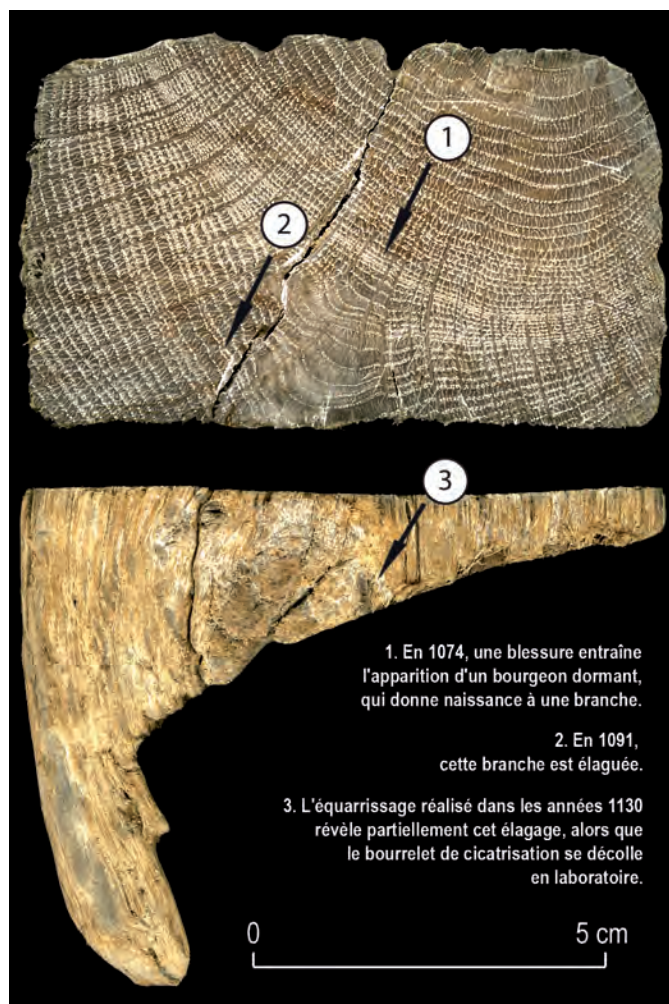 1
2
3
1. En 1074, une blessure entraîne
l'apparition d'un bourgeon dormant,
qui donne naissance à une branche.
2. En 1091,
cette branche est élaguée.
3. L'équarrissage réalisé dans les années 1130
révèle partiellement cet élagage, alors que
le bourrelet de cicatrisation se décolle
en laboratoire.
0 5 cm